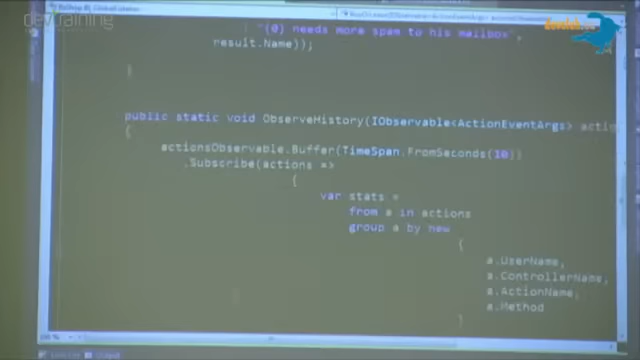 devtraining
"{0} needs more spam to his mailbox",
result.Name));
}
public static void ObserveHistory(IObservable<ActionEventArgs>
{
actionsObservable.Buffer(TimeSpan.FromSeconds(10))
.Subscribe(actions =>
{
var stats =
from a in actions
group a by new
{
a.UserName,
a.ControllerName,
a.ActionName,
a.Method
}